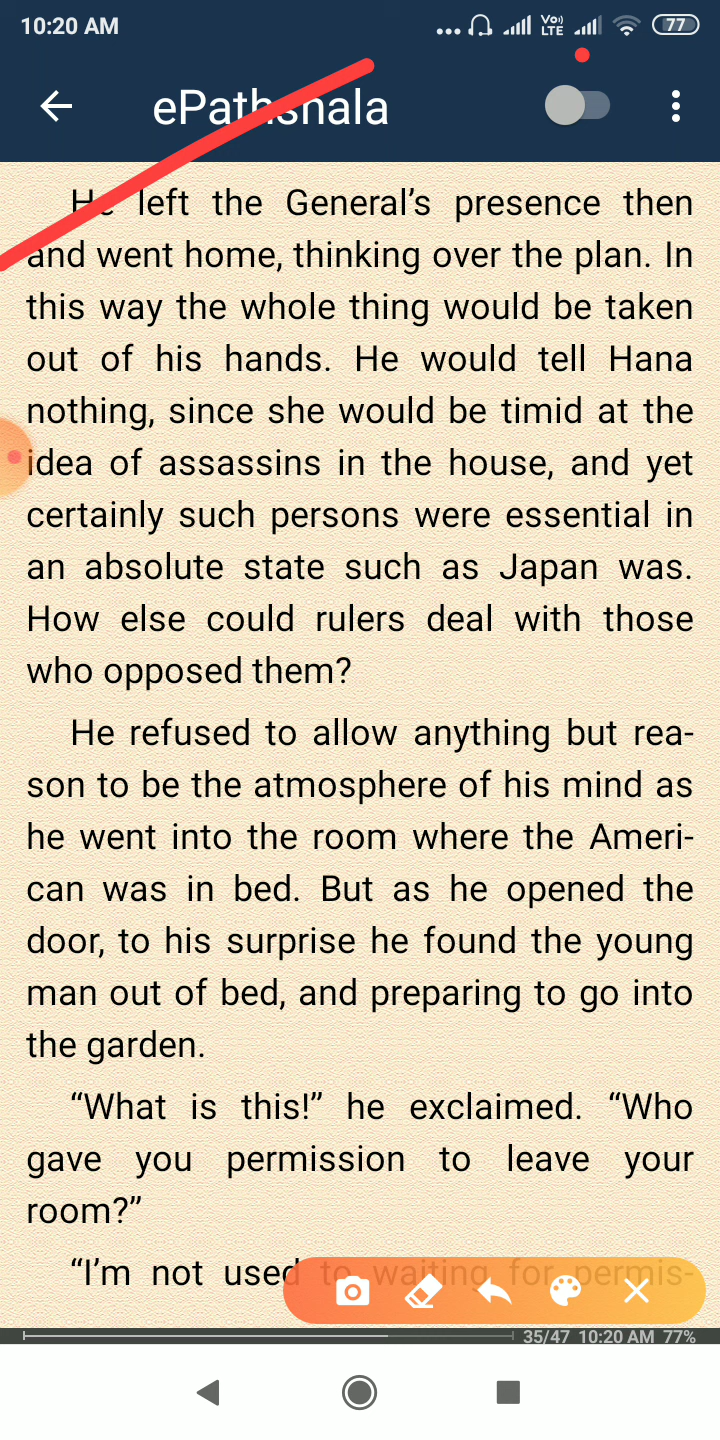 10:20 AM
Vo)) LTE
77
ePathshala
He left the General’s presence then
and went home, thinking over the plan. In
this way the whole thing would be taken
out of his hands. He would tell Hana
nothing, since she would be timid at the
idea of assassins in the house, and yet
certainly such persons were essential in
an absolute state such as Japan was.
How else could rulers deal with those
who opposed them?
He refused to allow anything but rea-
son to be the atmosphere of his mind as
he went into the room where the Ameri-
can was in bed. But as he opened the
door, to his surprise he found the young
man out of bed, and preparing to go into
the garden.
“What is this!” he exclaimed. “Who
gave you permission to leave your
room?”
“I’m not used to waiting for permis-
35/47 10:20 AM 77%